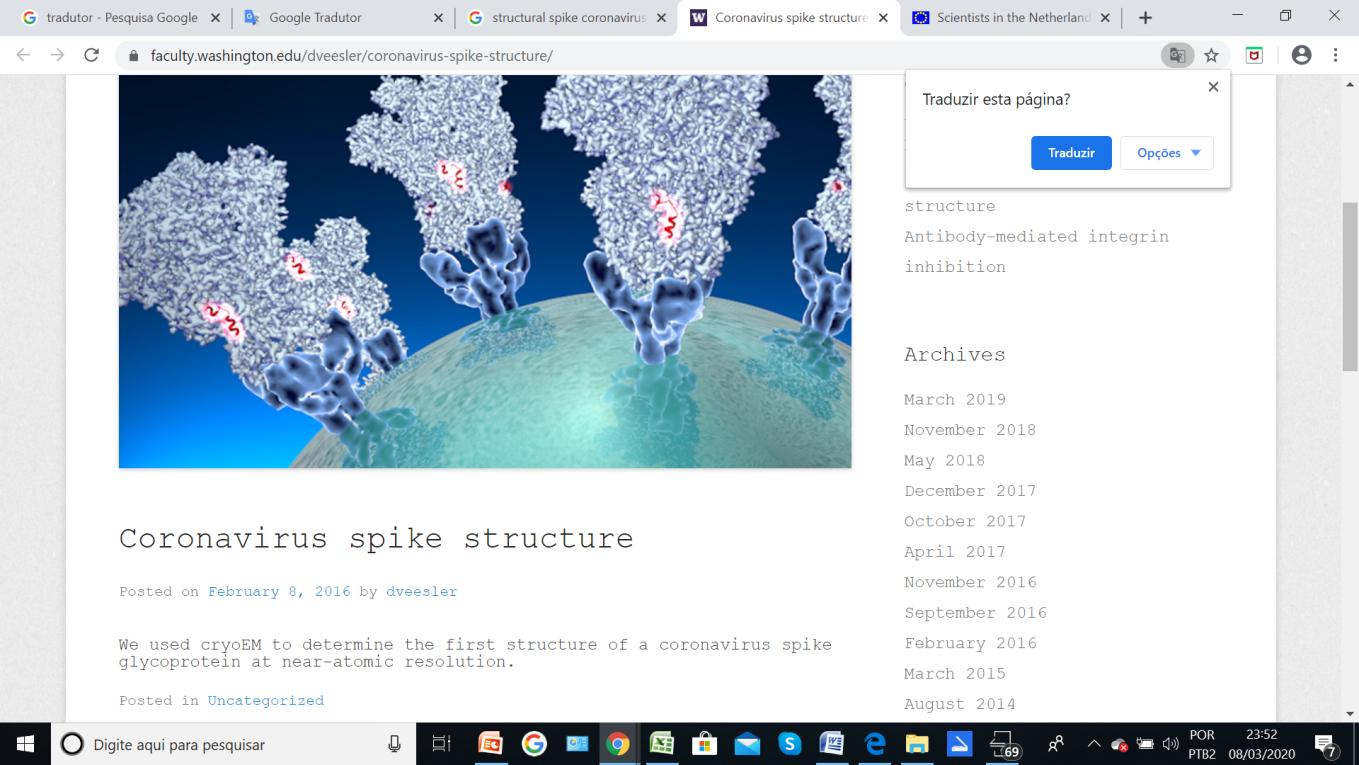 tradutor - Pesquisa Google
Google Tradutor
structural spike coronavirus
Coronavirus spike structure
Scientists in the Netherland
faculty.washington.edu/dveesler/coronavirus-spike-structure/
Traduzir esta página?
Traduzir
Opções
structure
Antibody-mediated integrin
inhibition
Archives
March 2019
November 2018
May 2018
December 2017
October 2017
April 2017
November 2016
September 2016
February 2016
March 2015
August 2014
Coronavirus spike structure
Posted on February 8, 2016 by dveesler
We used cryoEM to determine the first structure of a coronavirus spike
glycoprotein at near-atomic resolution.
Posted in Uncategorized
Digite aqui para pesquisar
69
POR
PTB2
23:52
08/03/2020
7